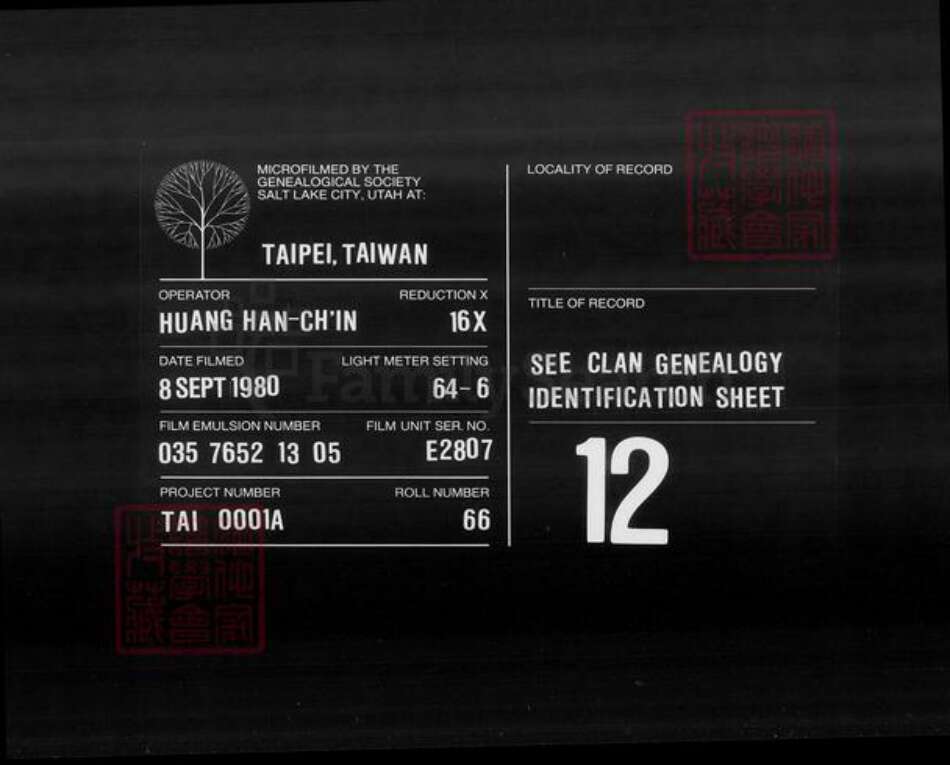 MICROFILMED BY THE
GENEALOGICAL SOCIETY
SALT LAKE CITY, UTAH AT:
TAIPEI, TAIWAN
OPERATOR REDUCTION X
HUANG HAN-CH'IN 16X
DATE FILMED LIGHT METER SETTING
8 SEPT 1980 64-6
FILM EMULSION NUMBER FILM UNIT SER. NO.
035 7652 13 05 E2807
PROJECT NUMBER ROLL NUMBER
TAI 0001A 66
LOCALITY OF RECORD
TITLE OF RECORD
SEE CLAN GENEALOGY
IDENTIFICATION SHEET
12